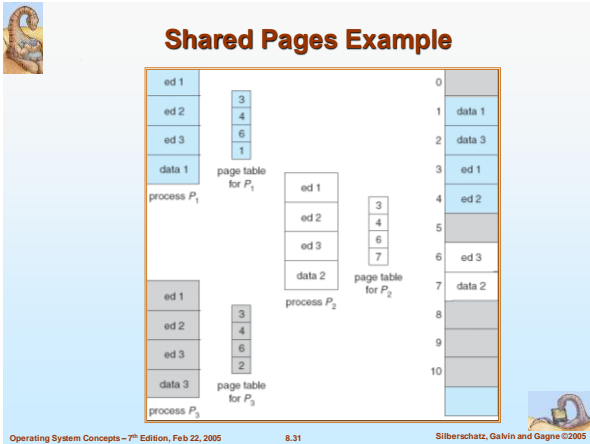 Shared Pages Example
ed 1
ed 2
ed 3
data 1
process P1
3
4
6
1
page table
for P1
ed 1
ed 2
ed 3
data 2
process P2
3
4
6
7
page table
for P2
ed 1
ed 2
ed 3
data 3
process P3
3
4
6
2
page table
for P3
0
1 data 1
2 data 3
3 ed 1
4 ed 2
5
6 ed 3
7 data 2
8
9
10
Operating System Concepts – 7th Edition, Feb 22, 2005
8.31
Silberschatz, Galvin and Gagne ©2005